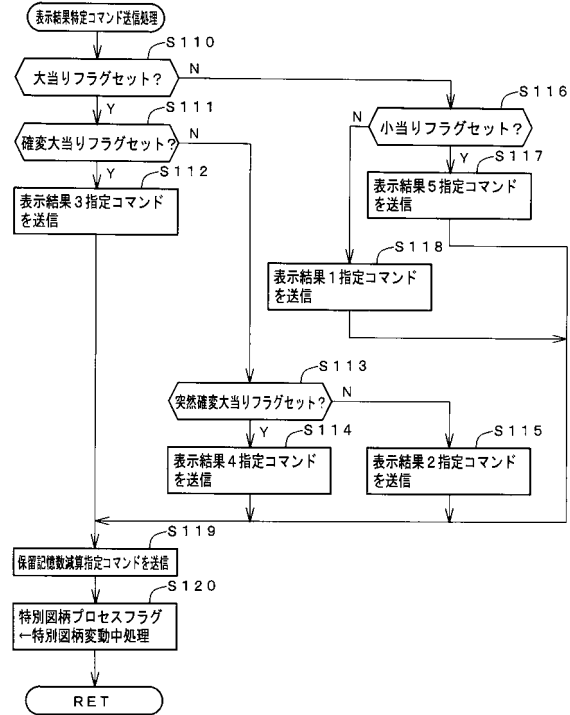 表示結果特定コマンド送信処理
S110
大当りフラグセット?
N
Y
S111
確変大当りフラグセット?
N
Y
S112
表示結果3指定コマンド
を送信
S116
小当りフラグセット?
N
Y
S117
表示結果5指定コマンド
を送信
S118
表示結果1指定コマンド
を送信
S113
突然確変大当りフラグセット?
N
Y
S114
表示結果4指定コマンド
を送信
S115
表示結果2指定コマンド
を送信
S119
保留記憶数減算指定コマンドを送信
S120
特別図柄プロセスフラグ
←特別図柄変動中処理
RET